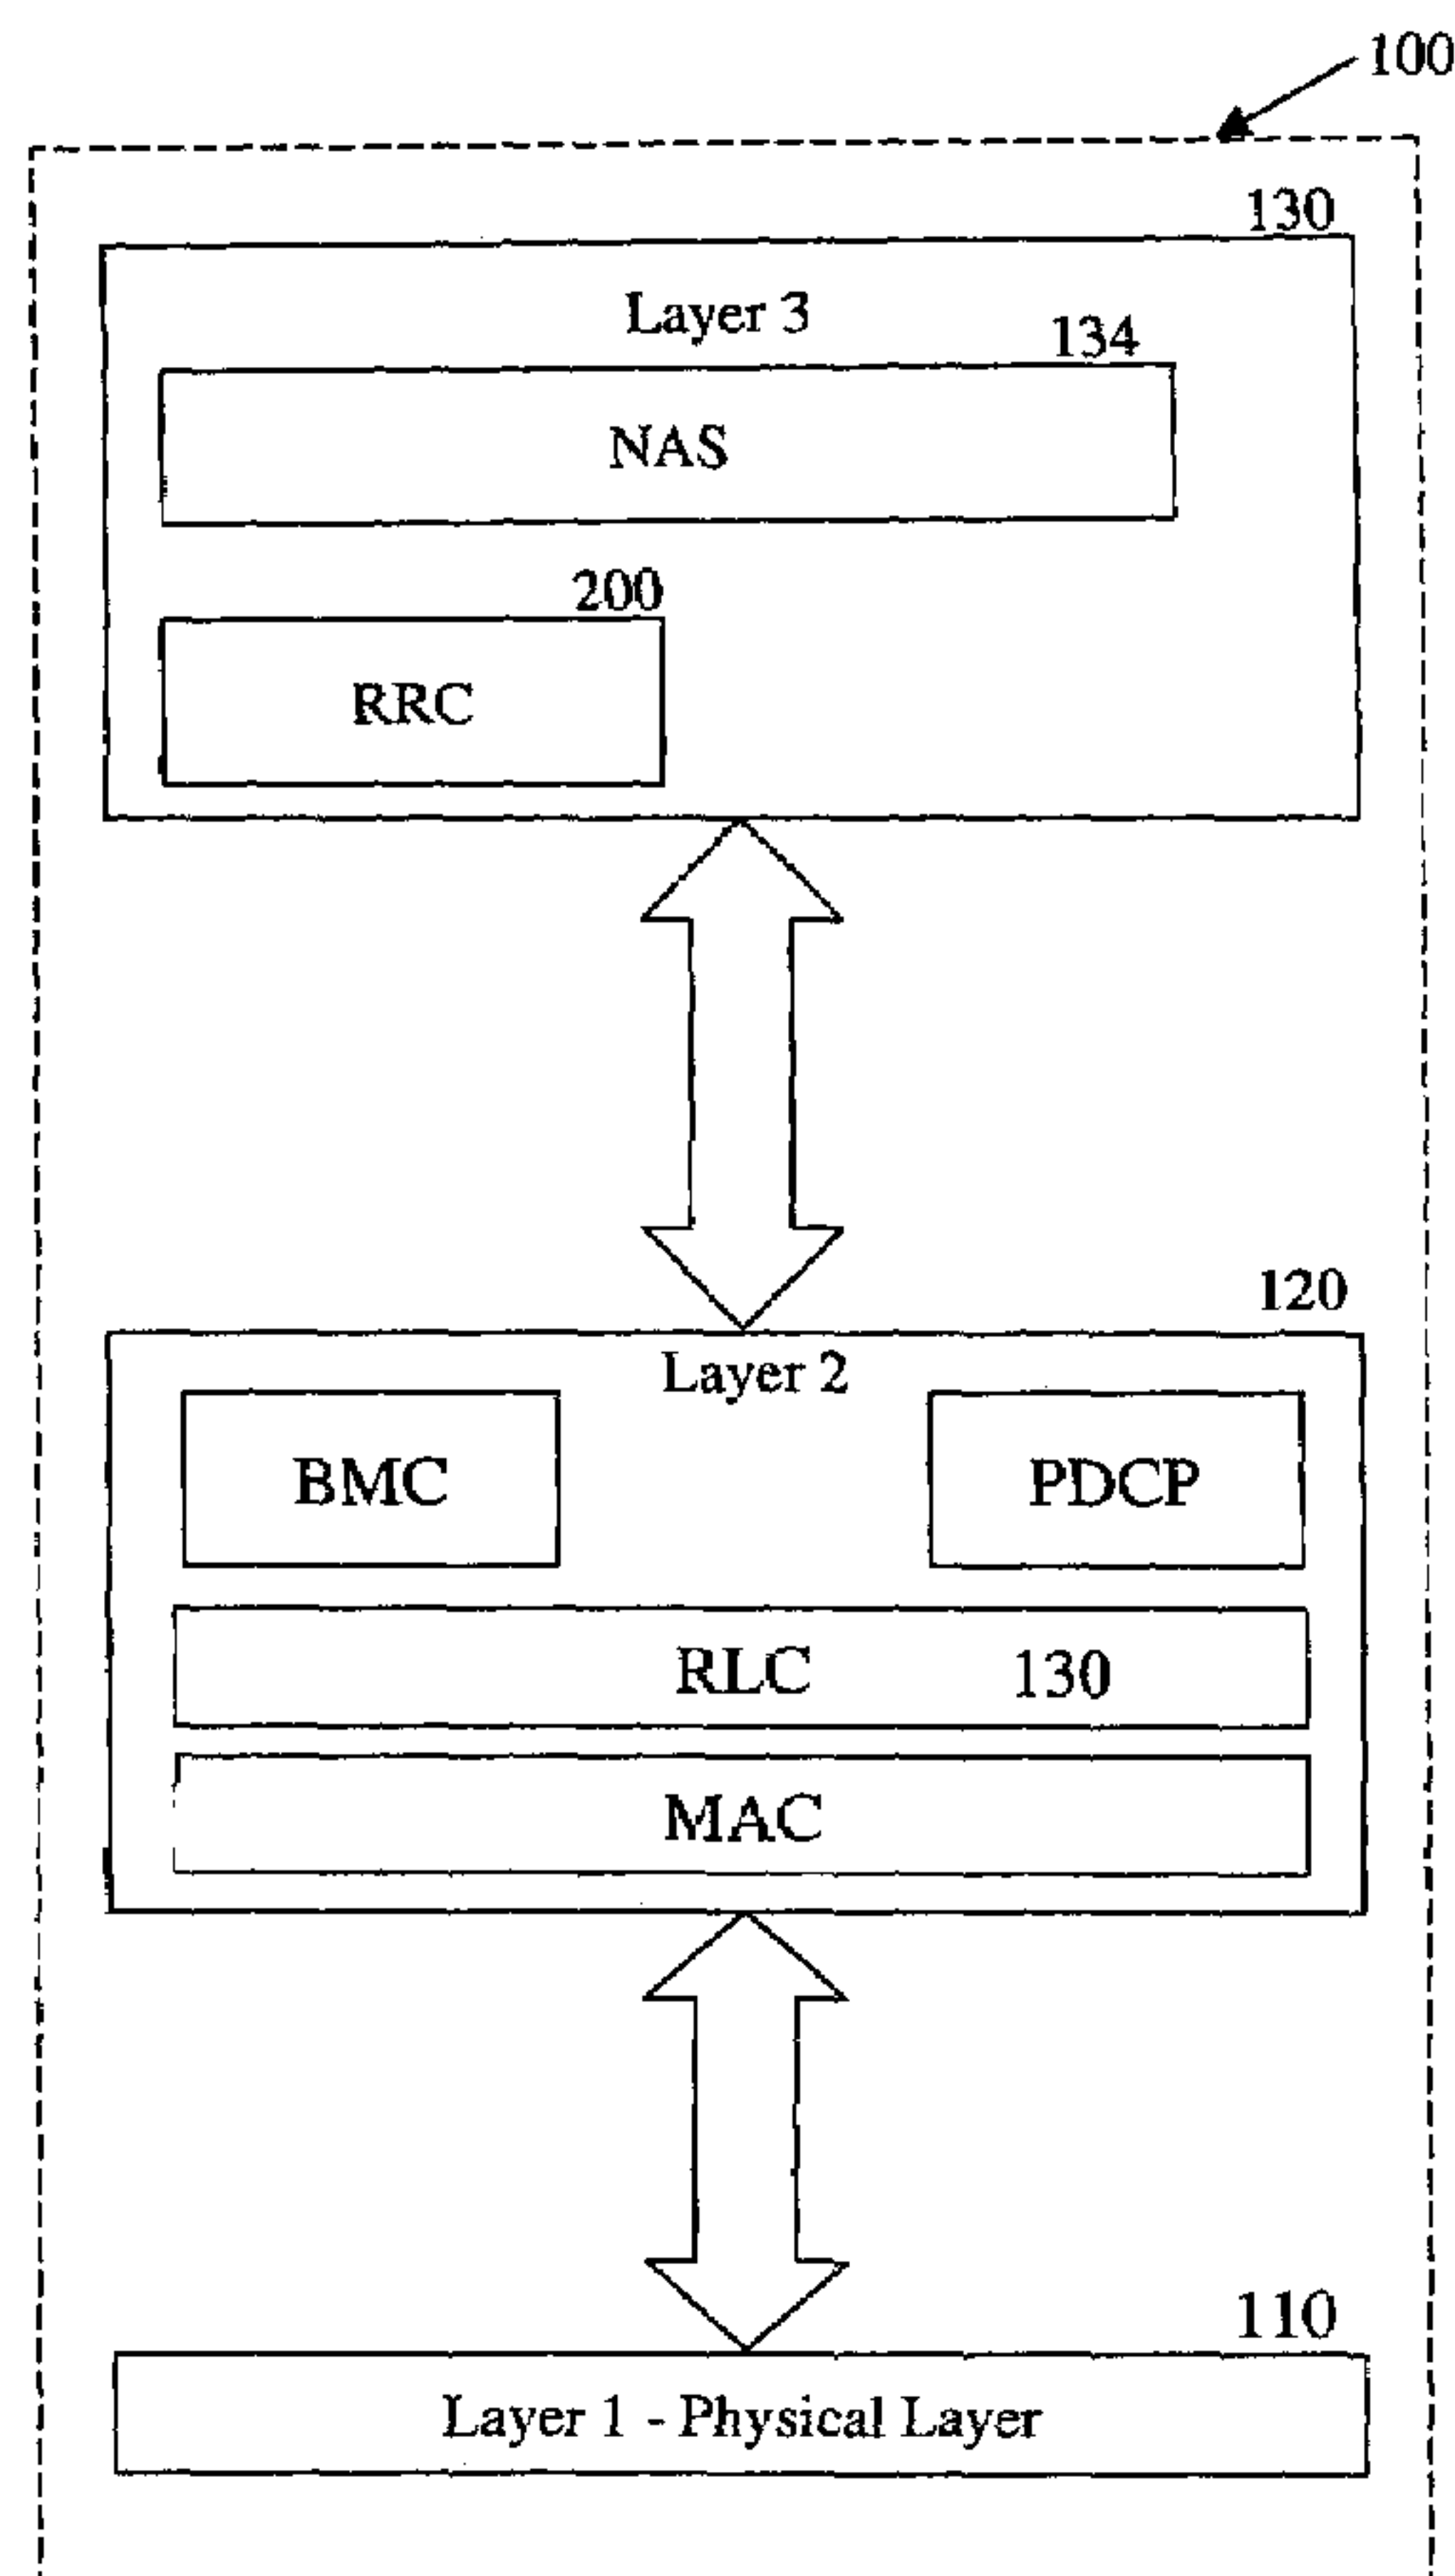 100
130
Layer 3
134
NAS
200
RRC
120
Layer 2
BMC
PDCP
RLC 130
MAC
110
Layer 1 - Physical Layer